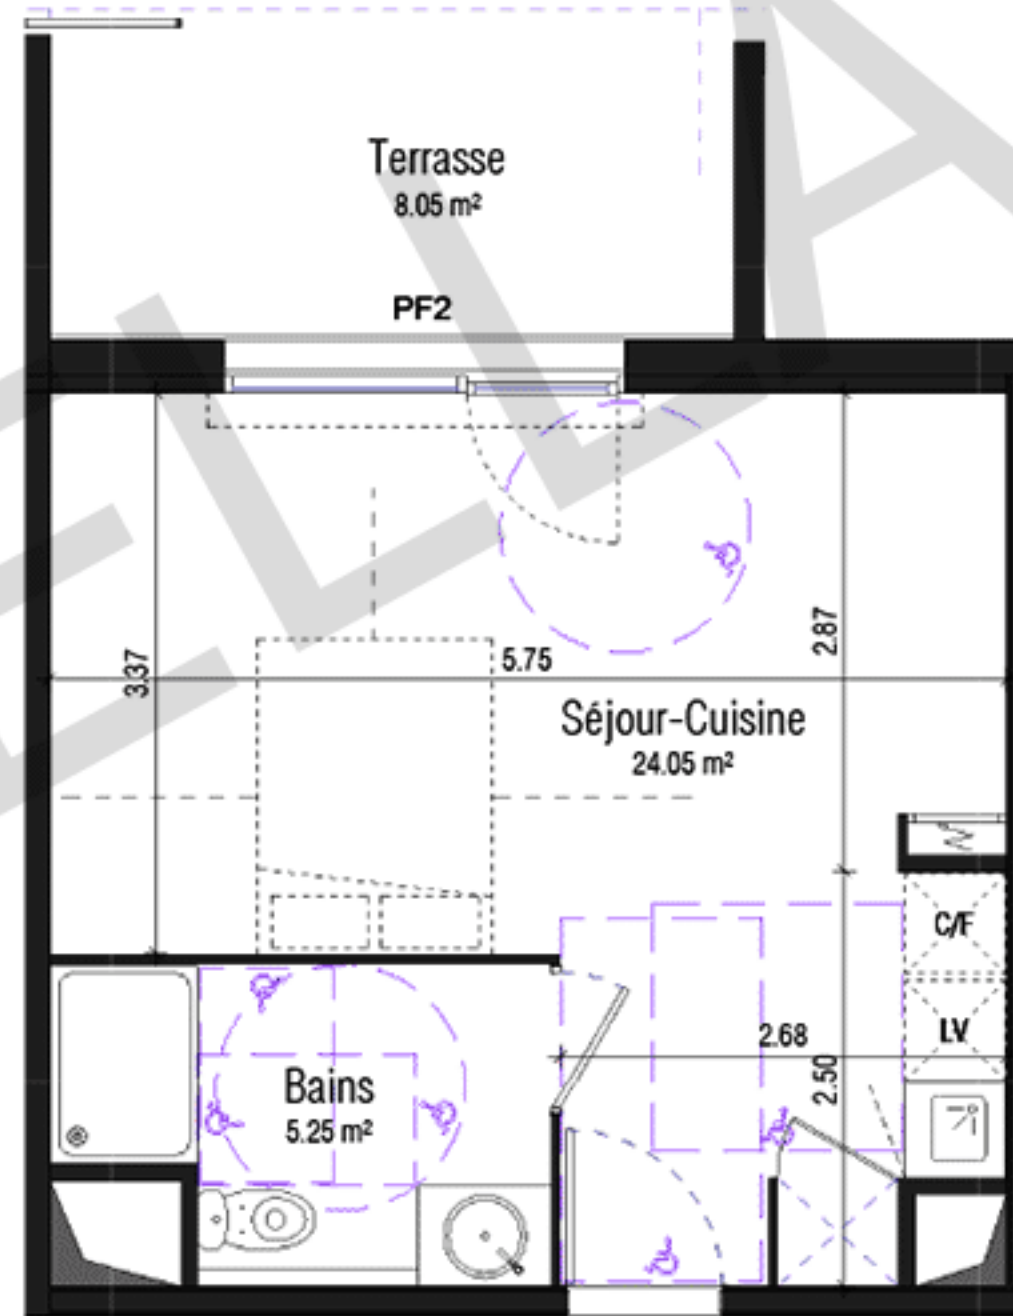 Terrasse
8.05 m²
PF2
3.37
5.75
2.87
Séjour-Cuisine
24.05 m²
C/F
LV
2.68
2.50
Bains
5.25 m²
ELLA